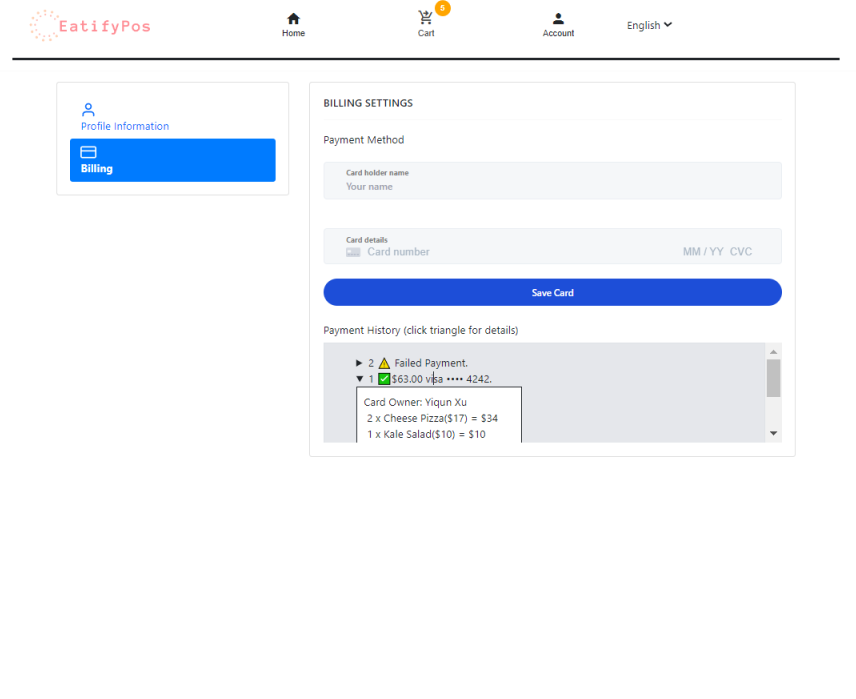 EatifyPos
Home
Cart
5
Account
English
Profile Information
Billing
BILLING SETTINGS
Payment Method
Card holder name
Your name
Card details
Card number MM / YY CVC
Save Card
Payment History (click triangle for details)
▶ 2 ⚠ Failed Payment.
▼ 1 ✅$63.00 visa •••• 4242.
Card Owner: Yiqun Xu
2 x Cheese Pizza($17) = $34
1 x Kale Salad($10) = $10